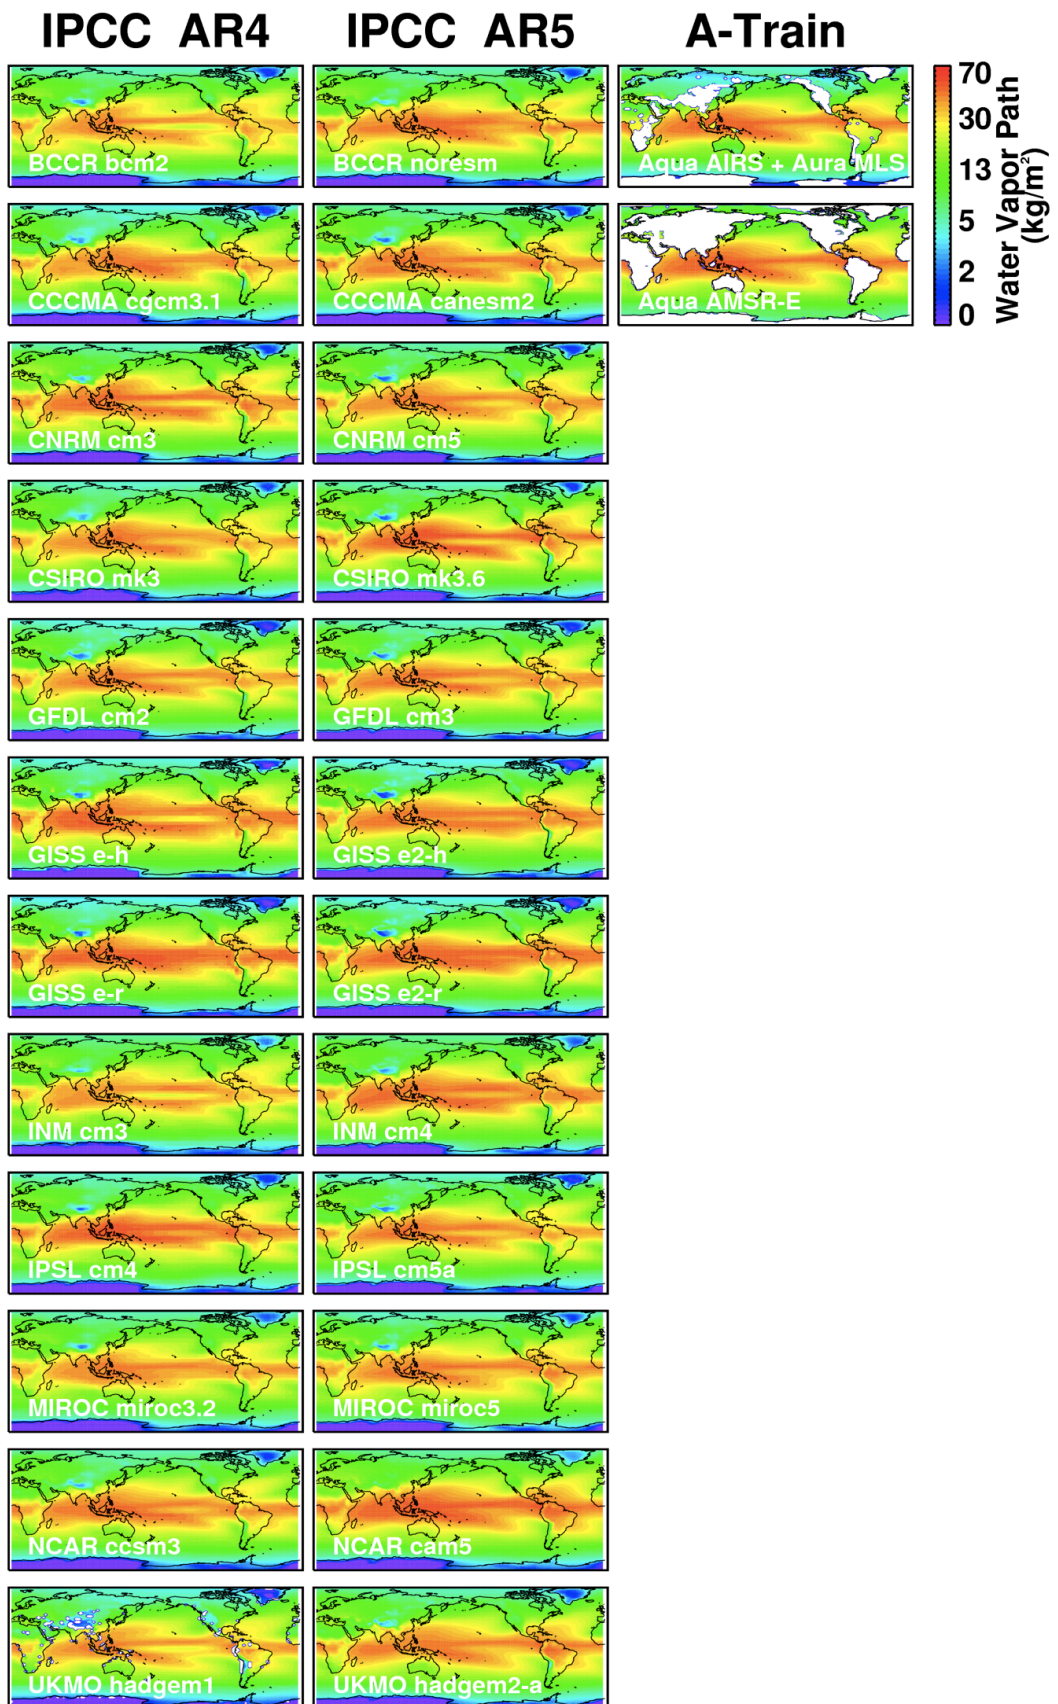 IPCC AR4 IPCC AR5 A-Train
BCCR bcm2 BCCR noresm Aqua AIRS + Aura MLS
CCCMA cgcm3.1 CCCMA canesm2 Aqua AMSR-E
70
30
13
5
2
0
Water Vapor Path
(kg/m²)
CNRM cm3 CNRM cm5
CSIRO mk3 CSIRO mk3.6
GFDL cm2 GFDL cm3
GISS e-h GISS e2-h
GISS e-r GISS e2-r
INM cm3 INM cm4
IPSL cm4 IPSL cm5a
MIROC miroc3.2 MIROC miroc5
NCAR ccsm3 NCAR cam5
UKMO hadgem1 UKMO hadgem2-a